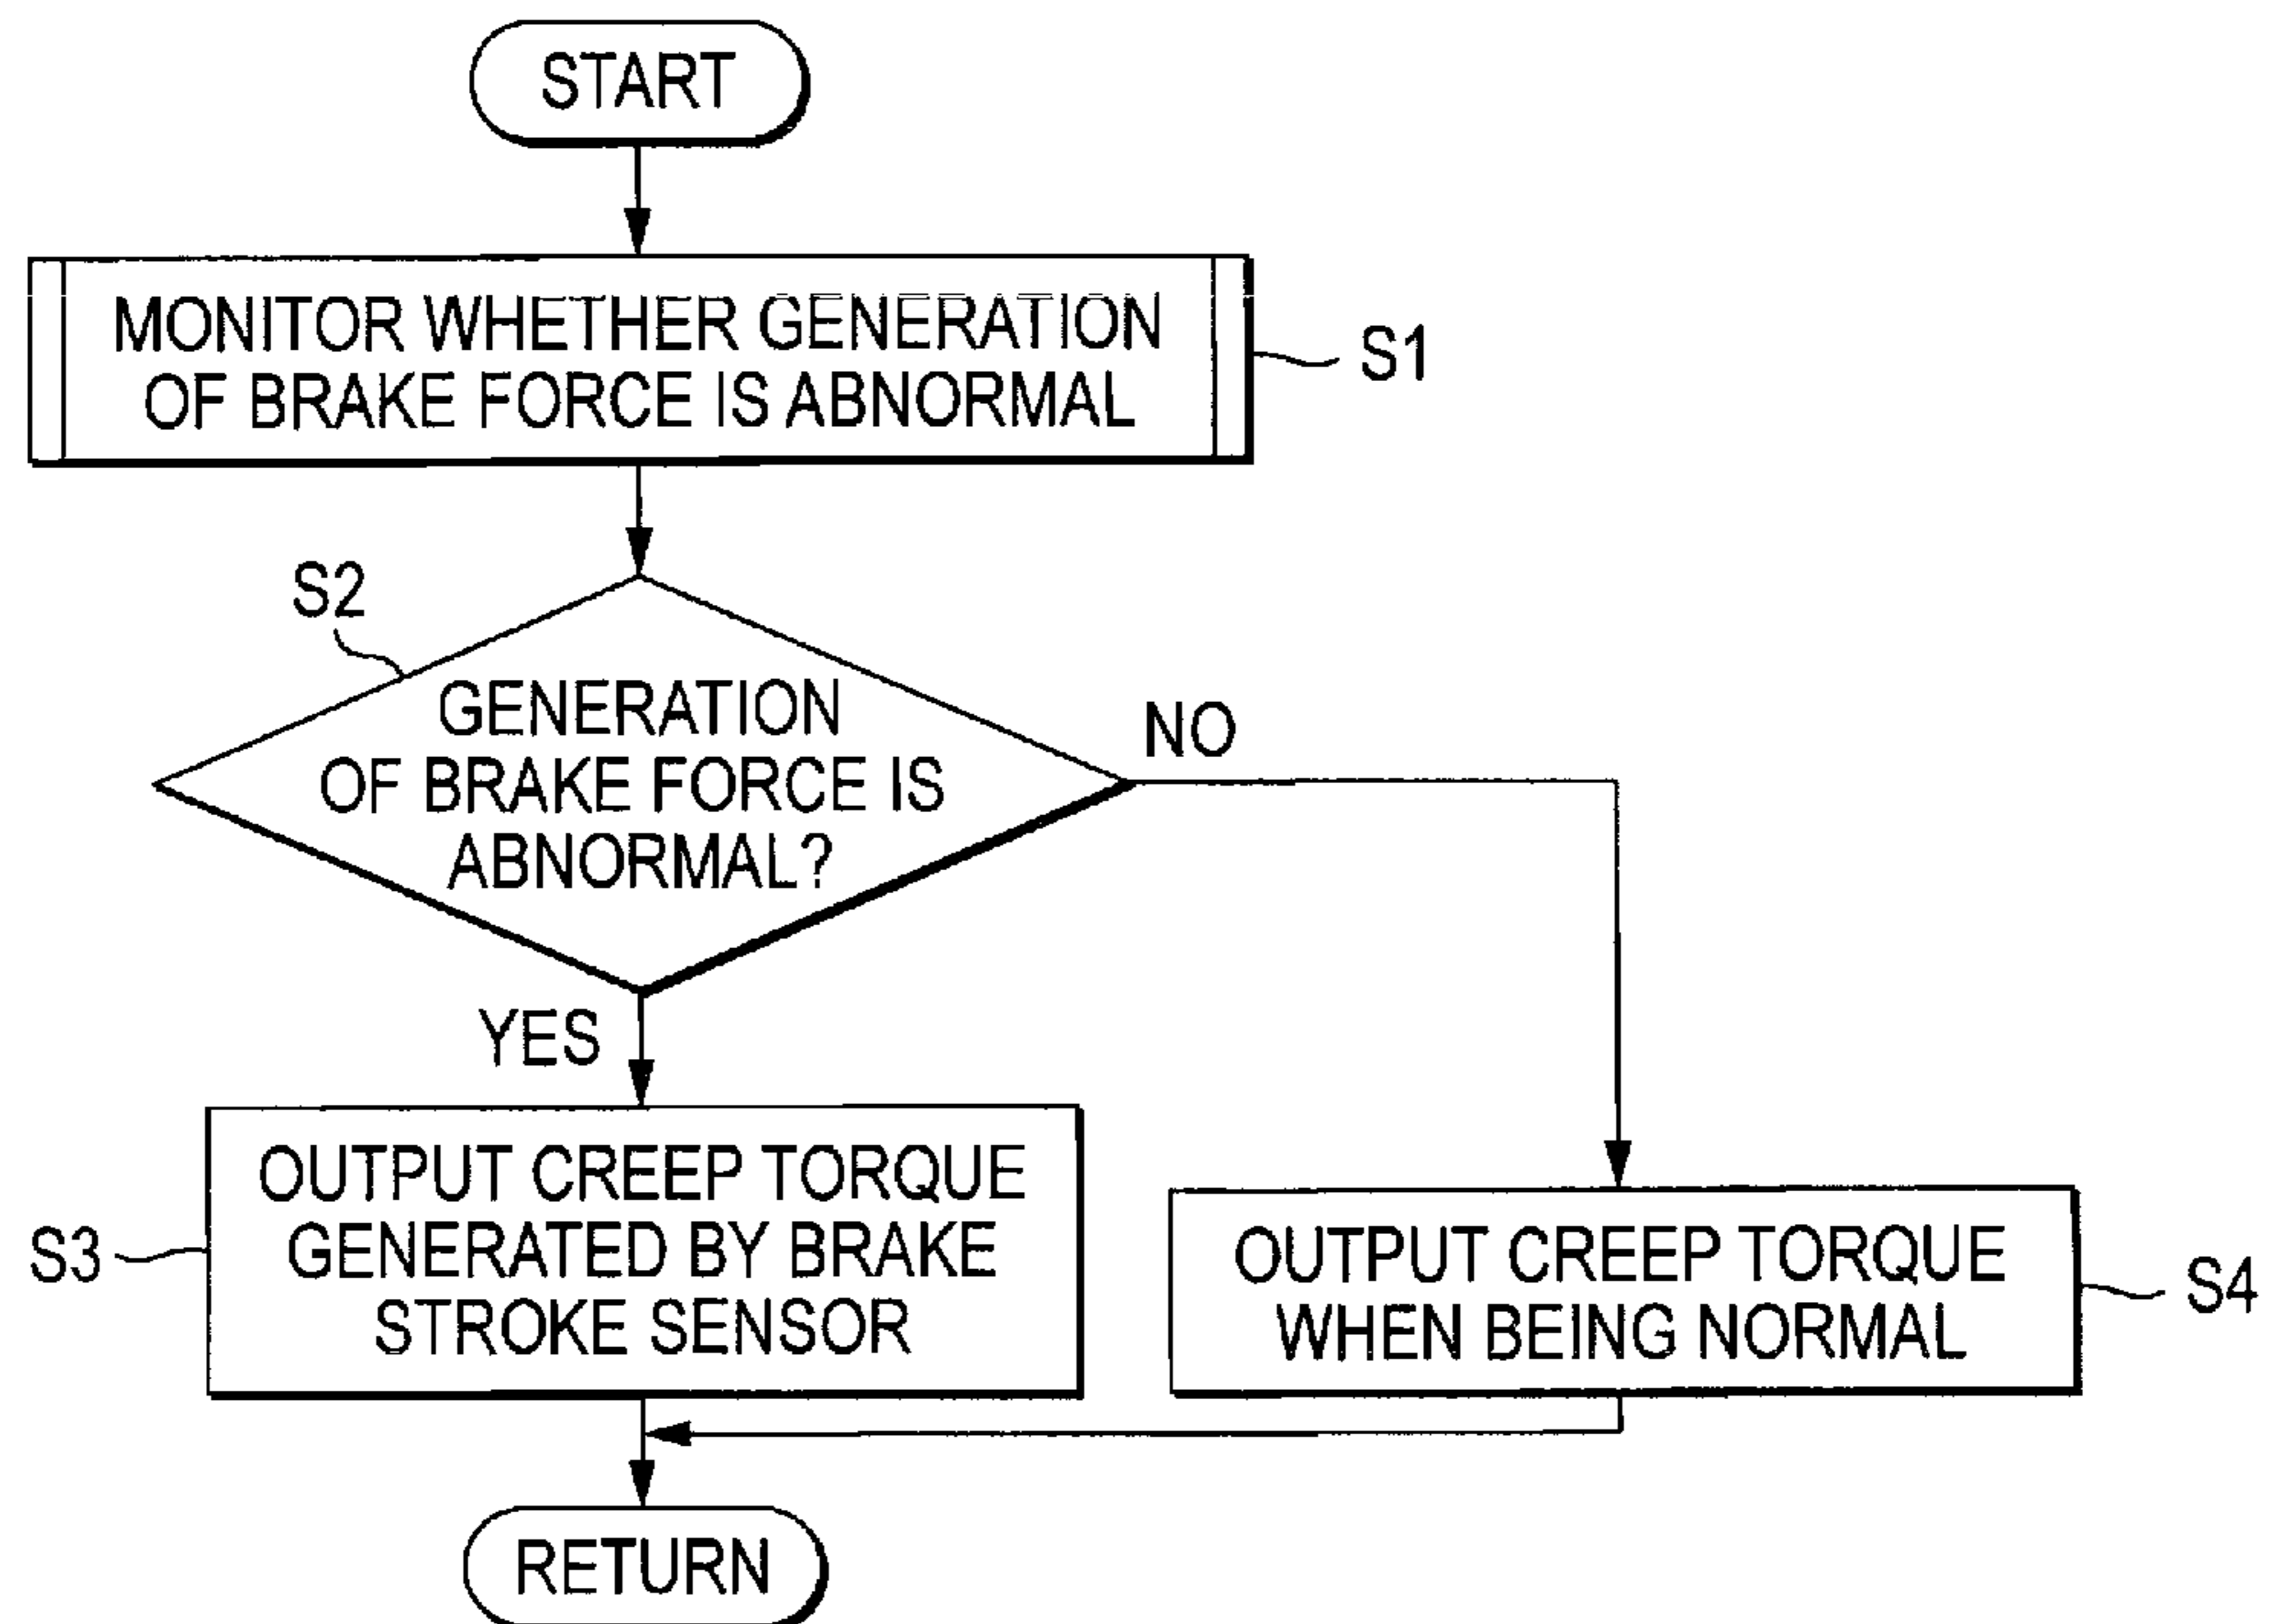 START
MONITOR WHETHER GENERATION
OF BRAKE FORCE IS ABNORMAL
S1
S2
GENERATION
OF BRAKE FORCE IS
ABNORMAL?
NO
YES
S3
OUTPUT CREEP TORQUE
GENERATED BY BRAKE
STROKE SENSOR
OUTPUT CREEP TORQUE
WHEN BEING NORMAL
S4
RETURN